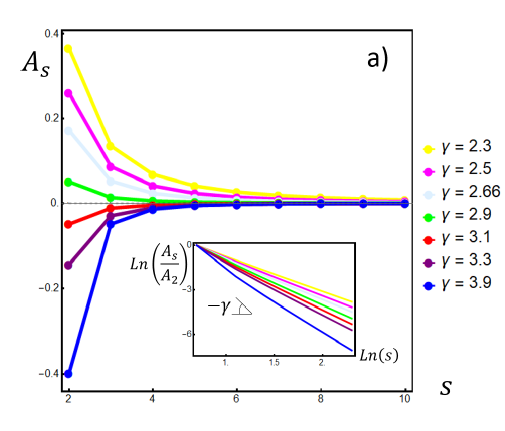 0.4
A_s
a)
0.2
0.
−0.2
−0.4
2
4
6
8
10
s
γ = 2.3
γ = 2.5
γ = 2.66
γ = 2.9
γ = 3.1
γ = 3.3
γ = 3.9
Ln(A_s/A_2)
0
−3
−6
−γ
1.
1.5
2.
Ln(s)